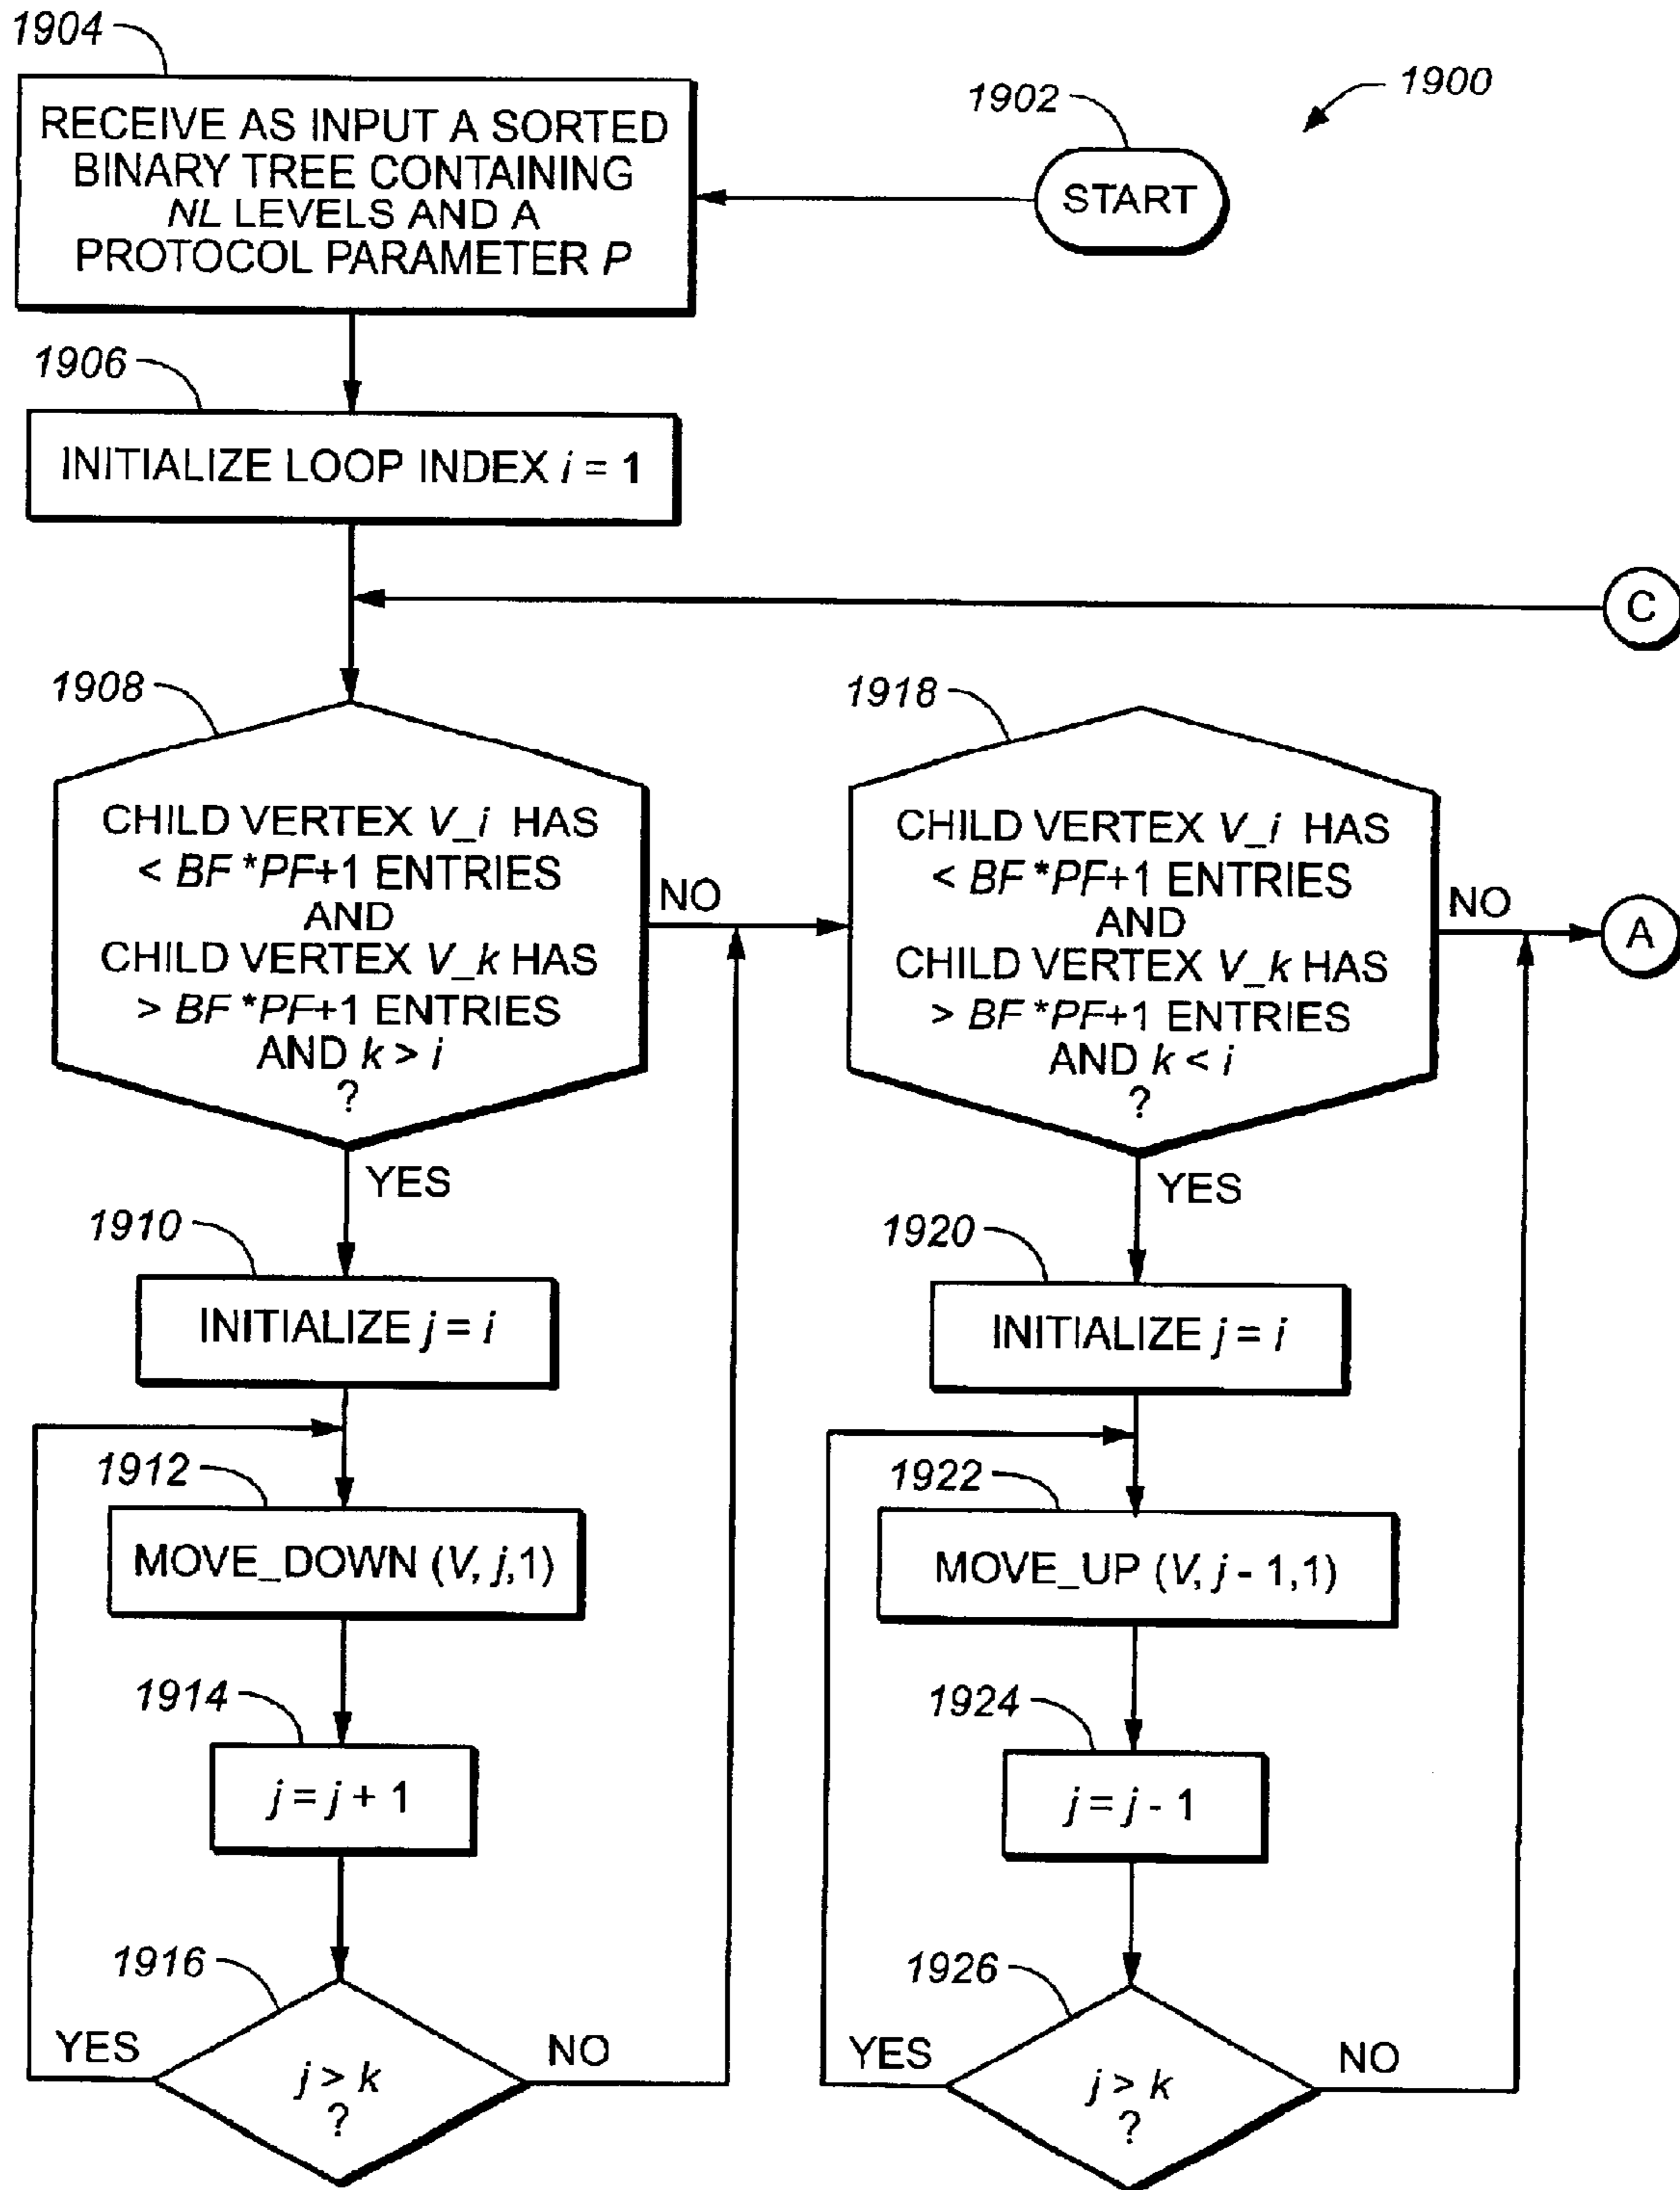 1904
RECEIVE AS INPUT A SORTED
BINARY TREE CONTAINING
NL LEVELS AND A
PROTOCOL PARAMETER P
1902
START
1900
1906
INITIALIZE LOOP INDEX i = 1
C
1908
CHILD VERTEX V_i HAS
< BF *PF+1 ENTRIES
AND
CHILD VERTEX V_k HAS
> BF *PF+1 ENTRIES
AND k > i
?
NO
YES
1918
CHILD VERTEX V_i HAS
< BF *PF+1 ENTRIES
AND
CHILD VERTEX V_k HAS
> BF *PF+1 ENTRIES
AND k < i
?
NO
A
YES
1910
INITIALIZE j = i
1912
MOVE_DOWN (V, j,1)
1914
j = j + 1
1916
j > k
?
YES
NO
1920
INITIALIZE j = i
1922
MOVE_UP (V, j - 1,1)
1924
j = j - 1
1926
j > k
?
YES
NO